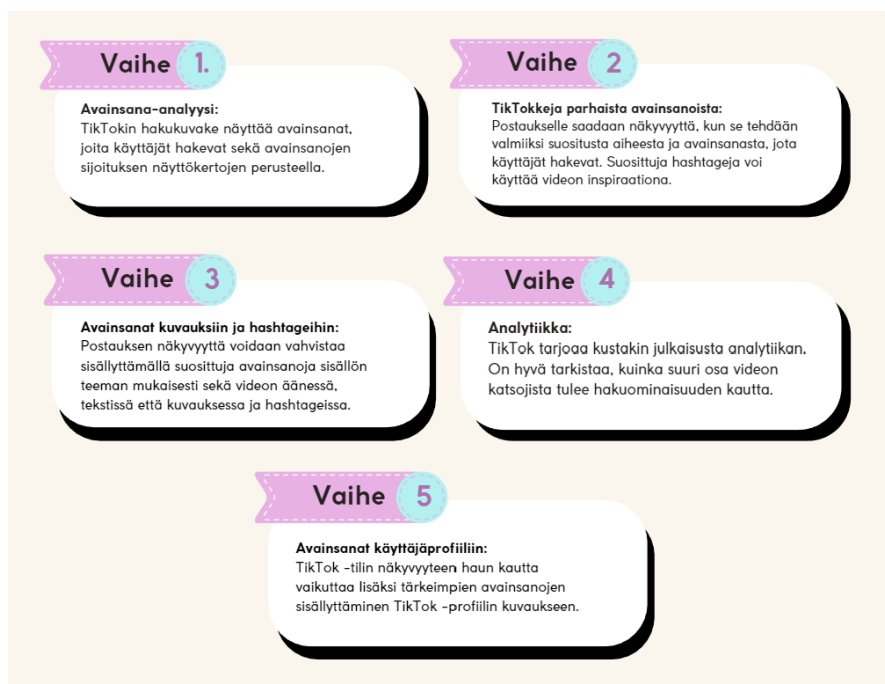 Vaihe 1.
Avainsana-analyysi:
TikTokin hakukuvake näyttää avainsanat,
joita käyttäjät hakevat sekä avainsanojen
sijoituksen näyttökertojen perusteella.
Vaihe 2
TikTokkeja parhaista avainsanoista:
Postaukselle saadaan näkyvyyttä, kun se tehdään
valmiiksi suositusta aiheesta ja avainsanasta, jota
käyttäjät hakevat. Suosittuja hashtageja voi
käyttää videon inspiraationa.
Vaihe 3
Avainsanat kuvauksiin ja hashtageihin:
Postauksen näkyvyyttä voidaan vahvistaa
sisällyttämällä suosittuja avainsanoja sisällön
teeman mukaisesti sekä videon äänessä,
tekstissä että kuvauksessa ja hashtageissa.
Vaihe 4
Analytiikka:
TikTok tarjoaa kustakin julkaisusta analytiikan.
On hyvä tarkistaa, kuinka suuri osa videon
katsojista tulee hakuominaisuuden kautta.
Vaihe 5
Avainsanat käyttäjäprofiiliin:
TikTok -tilin näkyvyyteen haun kautta
vaikuttaa lisäksi tärkeimpien avainsanojen
sisällyttäminen TikTok -profiilin kuvaukseen.